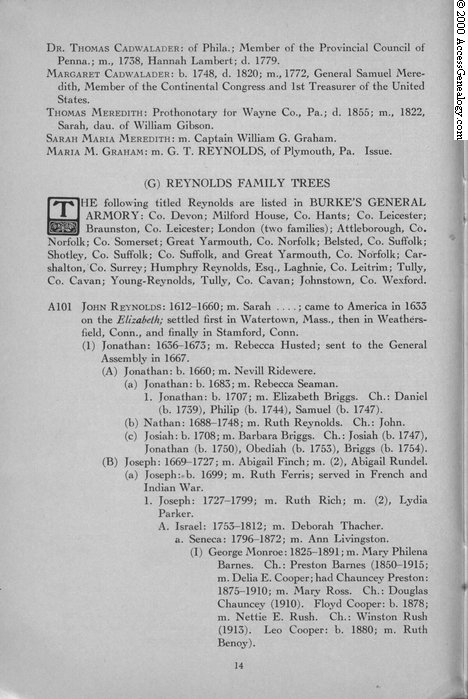 DR. THOMAS CADWALADER: of Phila.; Member of the Provincial Council of
Penna.; m., 1738, Hannah Lambert; d. 1779.
MARGARET CADWALADER: b. 1748, d. 1820; m., 1772, General Samuel Mere-
dith, Member of the Continental Congress and 1st Treasurer of the United
States.
THOMAS MEREDITH: Prothonotary for Wayne Co., Pa.; d. 1855; m., 1822,
Sarah, dau. of William Gibson.
SARAH MARIA MEREDITH: m. Captain William G. Graham.
MARIA M. GRAHAM: m. G. T. REYNOLDS, of Plymouth, Pa. Issue.
(G) REYNOLDS FAMILY TREES
THE following titled Reynolds are listed in BURKE'S GENERAL
ARMORY: Co. Devon; Milford House, Co. Hants; Co. Leicester;
Braunston, Co. Leicester; London (two families); Attleborough, Co.
Norfolk; Co. Somerset; Great Yarmouth, Co. Norfolk; Belsted, Co. Suffolk;
Shotley, Co. Suffolk; Co. Suffolk, and Great Yarmouth, Co. Norfolk; Car-
shalton, Co. Surrey; Humphry Reynolds, Esq., Laghnie, Co. Leitrim; Tully,
Co. Cavan; Young-Reynolds, Tully, Co. Cavan; Johnstown, Co. Wexford.
A101 JOHN REYNOLDS: 1612–1660; m. Sarah ....; came to America in 1633
on the Elizabeth; settled first in Watertown, Mass., then in Weathers-
field, Conn., and finally in Stamford, Conn.
(1) Jonathan: 1636–1673; m. Rebecca Husted; sent to the General
Assembly in 1667.
(A) Jonathan: b. 1660; m. Nevill Ridewere.
(a) Jonathan: b. 1683; m. Rebecca Seaman.
1. Jonathan: b. 1707; m. Elizabeth Briggs. Ch.: Daniel
(b. 1739), Philip (b. 1744), Samuel (b. 1747).
(b) Nathan: 1688–1748; m. Ruth Reynolds. Ch.: John.
(c) Josiah: b. 1708; m. Barbara Briggs. Ch.: Josiah (b. 1747),
Jonathan (b. 1750), Obediah (b. 1753), Briggs (b. 1754).
(B) Joseph: 1669–1727; m. Abigail Finch; m. (2), Abigail Rundel.
(a) Joseph: b. 1699; m. Ruth Ferris; served in French and
Indian War.
1. Joseph: 1727–1799; m. Ruth Rich; m. (2), Lydia
Parker.
A. Israel: 1753–1812; m. Deborah Thacher.
a. Seneca: 1796–1872; m. Ann Livingston.
(I) George Monroe: 1825–1891; m. Mary Philena
Barnes. Ch.: Preston Barnes (1850–1915;
m. Delia E. Cooper; had Chauncey Preston:
1875–1910; m. Mary Ross. Ch.: Douglas
Chauncey (1910). Floyd Cooper: b. 1878;
m. Nettie E. Rush. Ch.: Winston Rush
(1913). Leo Cooper: b. 1880; m. Ruth
Benoy).
14
© 2000 AccessGenealogy.com